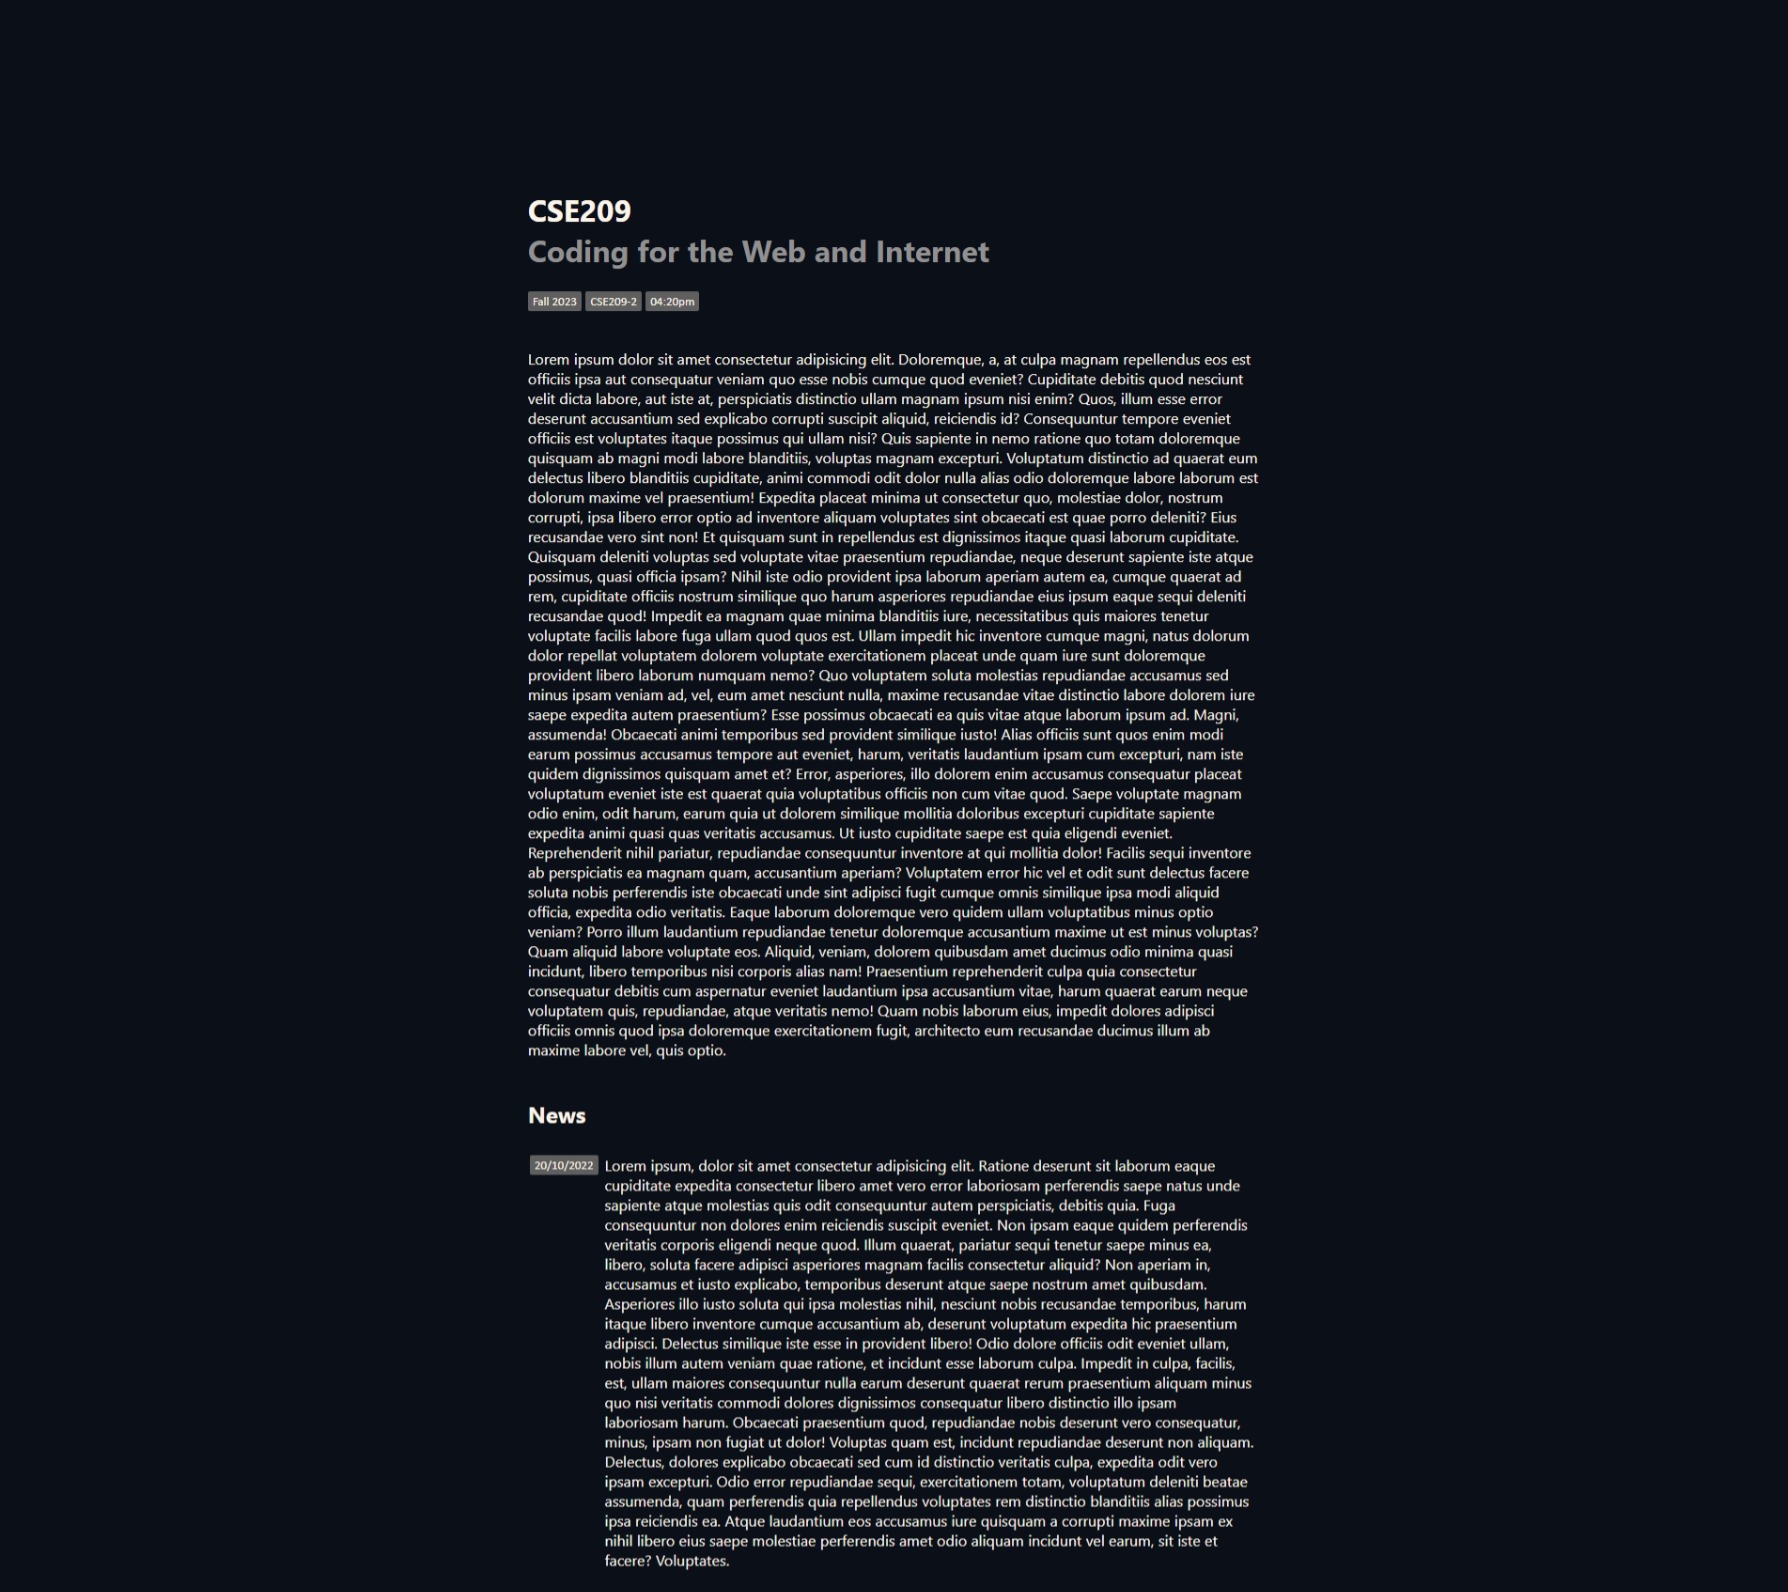 CSE209
Coding for the Web and Internet
Fall 2023 CSE209-2 04:20pm
Lorem ipsum dolor sit amet consectetur adipisicing elit. Doloremque, a, at culpa magnam repellendus eos est
officiis ipsa aut consequatur veniam quo esse nobis cumque quod eveniet? Cupiditate debitis quod nesciunt
velit dicta labore, aut iste at, perspiciatis distinctio ullam magnam ipsum nisi enim? Quos, illum esse error
deserunt accusantium sed explicabo corrupti suscipit aliquid, reiciendis id? Consequuntur tempore eveniet
officiis est voluptates itaque possimus qui ullam nisi? Quis sapiente in nemo ratione quo totam doloremque
quisquam ab magni modi labore blanditiis, voluptas magnam excepturi. Voluptatum distinctio ad quaerat eum
delectus libero blanditiis cupiditate, animi commodi odit dolor nulla alias odio doloremque labore laborum est
dolorum maxime vel praesentium! Expedita placeat minima ut consectetur quo, molestiae dolor, nostrum
corrupti, ipsa libero error optio ad inventore aliquam voluptates sint obcaecati est quae porro deleniti? Eius
recusandae vero sint non! Et quisquam sunt in repellendus est dignissimos itaque quasi laborum cupiditate.
Quisquam deleniti voluptas sed voluptate vitae praesentium repudiandae, neque deserunt sapiente iste atque
possimus, quasi officia ipsam? Nihil iste odio provident ipsa laborum aperiam autem ea, cumque quaerat ad
rem, cupiditate officiis nostrum similique quo harum asperiores repudiandae eius ipsum eaque sequi deleniti
recusandae quod! Impedit ea magnam quae minima blanditiis iure, necessitatibus quis maiores tenetur
voluptate facilis labore fuga ullam quod quos est. Ullam impedit hic inventore cumque magni, natus dolorum
dolor repellat voluptatem dolorem voluptate exercitationem placeat unde quam iure sunt doloremque
provident libero laborum numquam nemo? Quo voluptatem soluta molestias repudiandae accusamus sed
minus ipsam veniam ad, vel, eum amet nesciunt nulla, maxime recusandae vitae distinctio labore dolorem iure
saepe expedita autem praesentium? Esse possimus obcaecati ea quis vitae atque laborum ipsum ad. Magni,
assumenda! Obcaecati animi temporibus sed provident similique iusto! Alias officiis sunt quos enim modi
earum possimus accusamus tempore aut eveniet, harum, veritatis laudantium ipsam cum excepturi, nam iste
quidem dignissimos quisquam amet et? Error, asperiores, illo dolorem enim accusamus consequatur placeat
voluptatum eveniet iste est quaerat quia voluptatibus officiis non cum vitae quod. Saepe voluptate magnam
odio enim, odit harum, earum quia ut dolorem similique mollitia doloribus excepturi cupiditate sapiente
expedita animi quasi quas veritatis accusamus. Ut iusto cupiditate saepe est quia eligendi eveniet.
Reprehenderit nihil pariatur, repudiandae consequuntur inventore at qui mollitia dolor! Facilis sequi inventore
ab perspiciatis ea magnam quam, accusantium aperiam? Voluptatem error hic vel et odit sunt delectus facere
soluta nobis perferendis iste obcaecati unde sint adipisci fugit cumque omnis similique ipsa modi aliquid
officia, expedita odio veritatis. Eaque laborum doloremque vero quidem ullam voluptatibus minus optio
veniam? Porro illum laudantium repudiandae tenetur doloremque accusantium maxime ut est minus voluptas?
Quam aliquid labore voluptate eos. Aliquid, veniam, dolorem quibusdam amet ducimus odio minima quasi
incidunt, libero temporibus nisi corporis alias nam! Praesentium reprehenderit culpa quia consectetur
consequatur debitis cum aspernatur eveniet laudantium ipsa accusantium vitae, harum quaerat earum neque
voluptatem quis, repudiandae, atque veritatis nemo! Quam nobis laborum eius, impedit dolores adipisci
officiis omnis quod ipsa doloremque exercitationem fugit, architecto eum recusandae ducimus illum ab
maxime labore vel, quis optio.
News
20/10/2022 Lorem ipsum, dolor sit amet consectetur adipisicing elit. Ratione deserunt sit laborum eaque
cupiditate expedita consectetur libero amet vero error laboriosam perferendis saepe natus unde
sapiente atque molestias quis odit consequuntur autem perspiciatis, debitis quia. Fuga
consequuntur non dolores enim reiciendis suscipit eveniet. Non ipsam eaque quidem perferendis
veritatis corporis eligendi neque quod. Illum quaerat, pariatur sequi tenetur saepe minus ea,
libero, soluta facere adipisci asperiores magnam facilis consectetur aliquid? Non aperiam in,
accusamus et iusto explicabo, temporibus deserunt atque saepe nostrum amet quibusdam.
Asperiores illo iusto soluta qui ipsa molestias nihil, nesciunt nobis recusandae temporibus, harum
itaque libero inventore cumque accusantium ab, deserunt voluptatum expedita hic praesentium
adipisci. Delectus similique iste esse in provident libero! Odio dolore officiis odit eveniet ullam,
nobis illum autem veniam quae ratione, et incidunt esse laborum culpa. Impedit in culpa, facilis,
est, ullam maiores consequuntur nulla earum deserunt quaerat rerum praesentium aliquam minus
quo nisi veritatis commodi dolores dignissimos consequatur libero distinctio illo ipsam
laboriosam harum. Obcaecati praesentium quod, repudiandae nobis deserunt vero consequatur,
minus, ipsam non fugiat ut dolor! Voluptas quam est, incidunt repudiandae deserunt non aliquam.
Delectus, dolores explicabo obcaecati sed cum id distinctio veritatis culpa, expedita odit vero
ipsam excepturi. Odio error repudiandae sequi, exercitationem totam, voluptatum deleniti beatae
assumenda, quam perferendis quia repellendus voluptates rem distinctio blanditiis alias possimus
ipsa reiciendis ea. Atque laudantium eos accusamus iure quisquam a corrupti maxime ipsam ex
nihil libero eius saepe molestiae perferendis amet odio aliquam incidunt vel earum, sit iste et
facere? Voluptates.